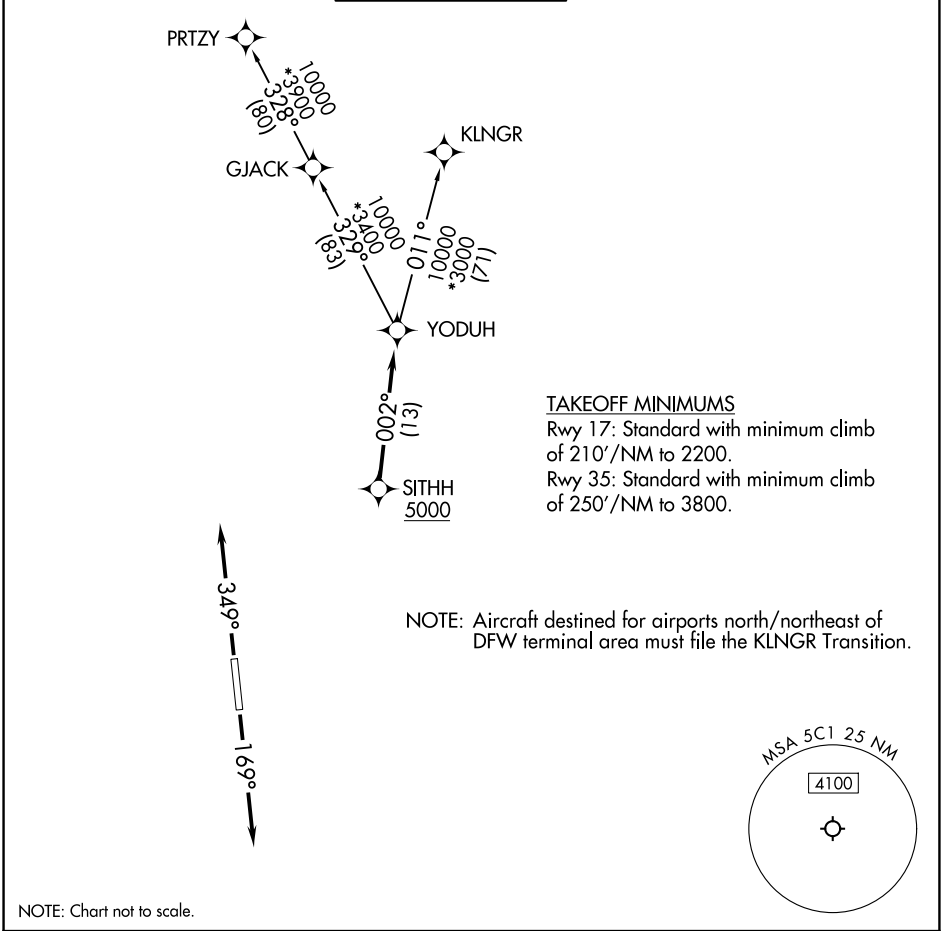 PRTZY
10000
*3900
328°
(80)
KLNGR
GJACK
10000
*3400
329°
(83)
011°
10000
*3000
(71)
YODUH
002°
(13)
TAKEOFF MINIMUMS
Rwy 17: Standard with minimum climb
of 210'/NM to 2200.
Rwy 35: Standard with minimum climb
of 250'/NM to 3800.
SITHH
5000
349°
NOTE: Aircraft destined for airports north/northeast of
DFW terminal area must file the KLNGR Transition.
169°
MSA 5C1 25 NM
4100
NOTE: Chart not to scale.